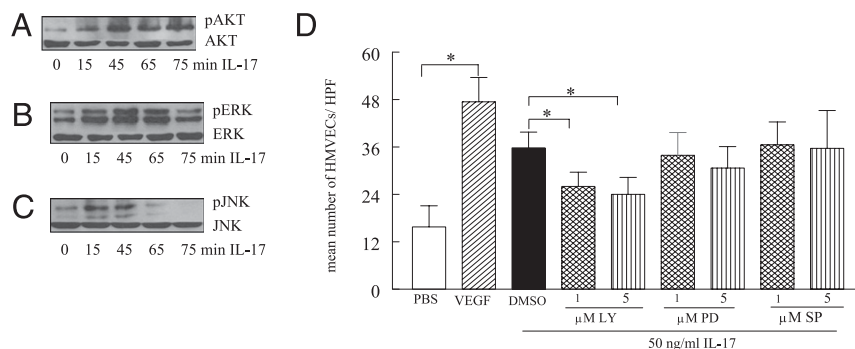 A
pAKT
AKT
0 15 45 65 75 min IL-17
B
pERK
ERK
0 15 45 65 75 min IL-17
C
pJNK
JNK
0 15 45 65 75 min IL-17
D
mean number of HMVECs/ HPF
60
48
36
24
12
0
*
*
*
PBS VEGF DMSO 1 5 1 5 1 5
µM LY µM PD µM SP
50 ng/ml IL-17